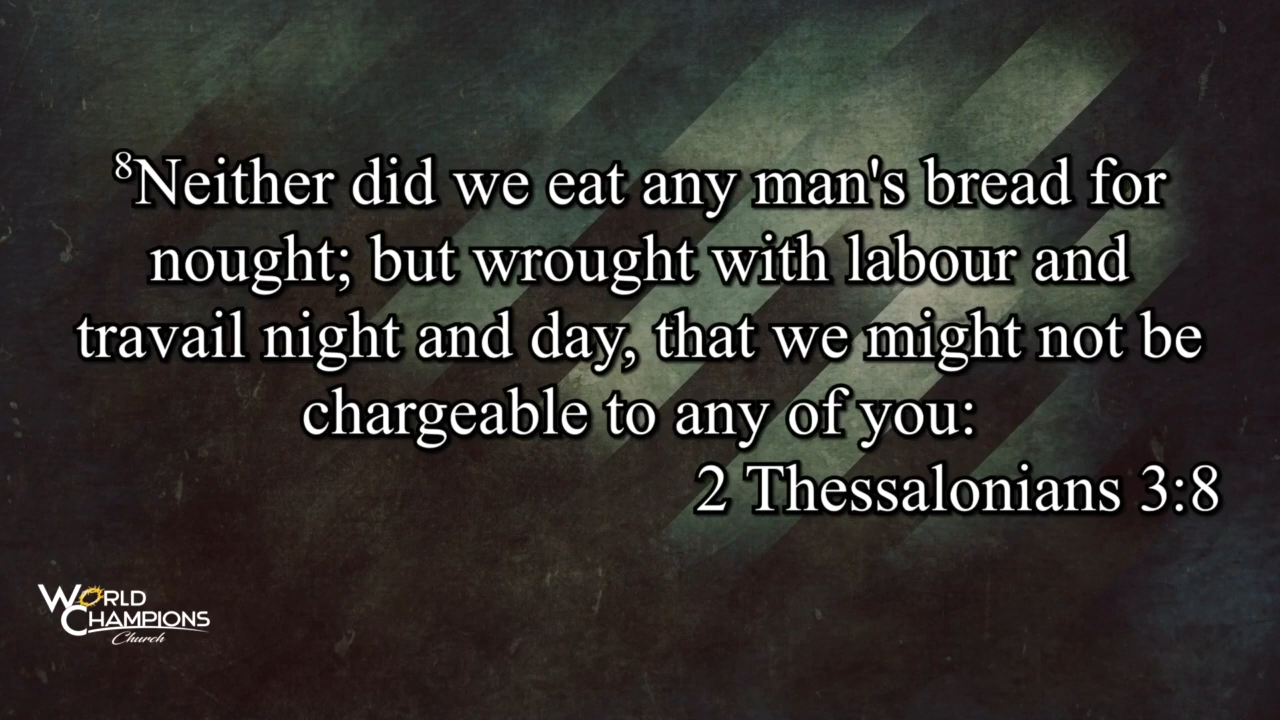 ⁸Neither did we eat any man's bread for
nought; but wrought with labour and
travail night and day, that we might not be
chargeable to any of you:
2 Thessalonians 3:8
WORLD
CHAMPIONS
Church